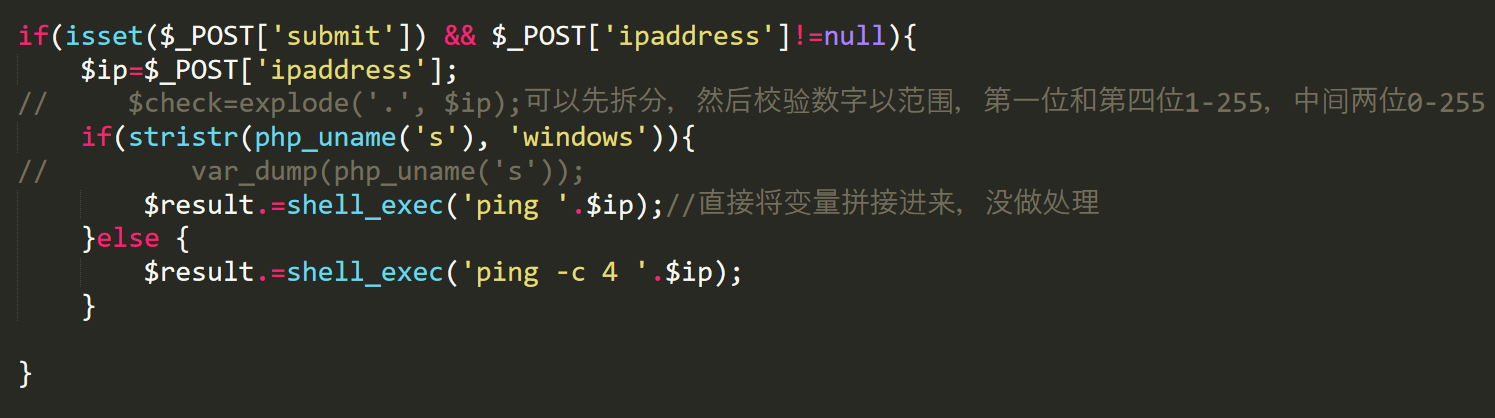 if(isset($_POST['submit']) && $_POST['ipaddress']!=null){
    $ip=$_POST['ipaddress'];
//     $check=explode('.', $ip);可以先拆分，然后校验数字以范围，第一位和第四位1-255，中间两位0-255
    if(stristr(php_uname('s'), 'windows')){
//         var_dump(php_uname('s'));
        $result.=shell_exec('ping '.$ip);//直接将变量拼接进来，没做处理
    }else {
        $result.=shell_exec('ping -c 4 '.$ip);
    }
}